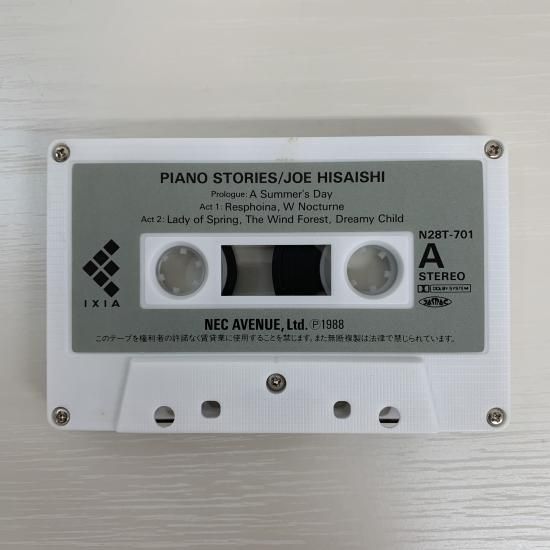 PIANO STORIES/JOE HISAISHI
Prologue: A Summer's Day
Act 1: Resphoina, W Nocturne
Act 2: Lady of Spring, The Wind Forest, Dreamy Child
N28T-701
A
STEREO
DOLBY SYSTEM
JASRAC
IXIA
NEC AVENUE, Ltd. Ⓟ1988
このテープを権利者の許諾なく賃貸業に使用することを禁じます。また無断複製は法律で禁じられています。